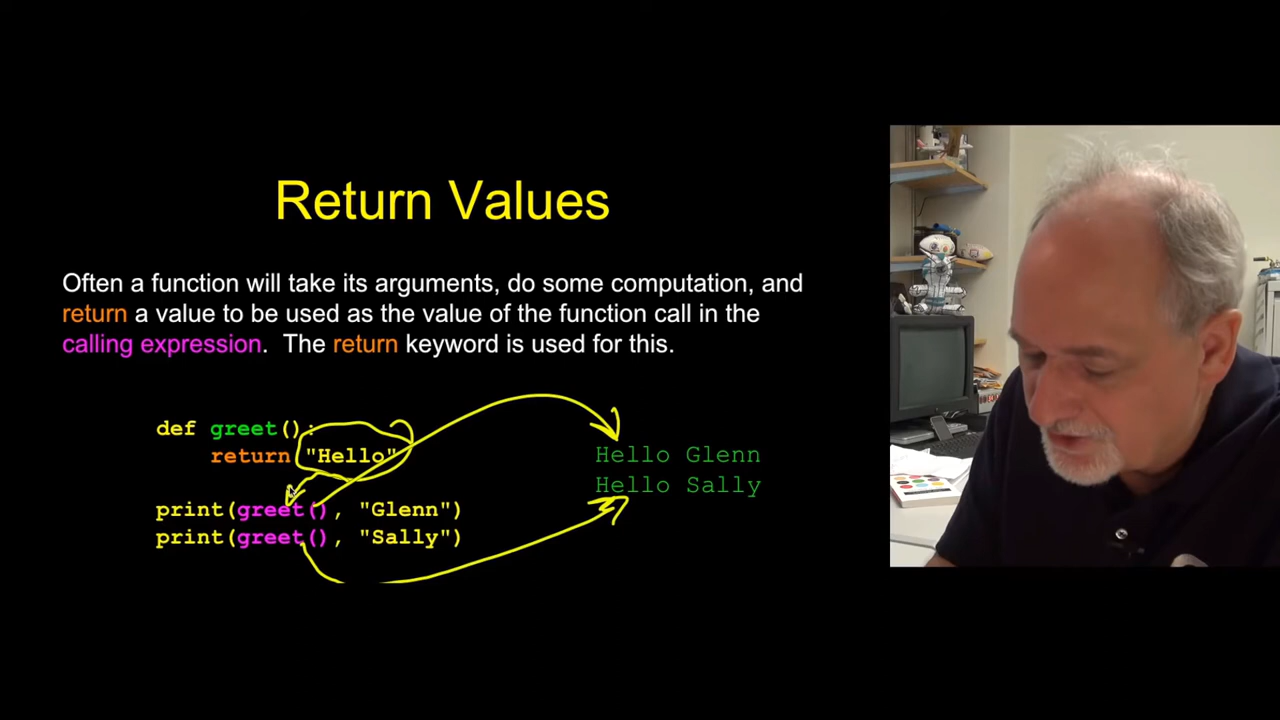 Return Values
Often a function will take its arguments, do some computation, and
return a value to be used as the value of the function call in the
calling expression.  The return keyword is used for this.
def greet():
    return "Hello"
print(greet(), "Glenn")
print(greet(), "Sally")
Hello Glenn
Hello Sally